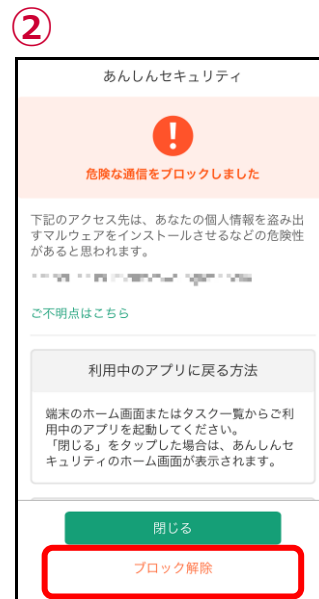 ②
あんしんセキュリティ
!
危険な通信をブロックしました
下記のアクセス先は、あなたの個人情報を盗み出
すマルウェアをインストールさせるなどの危険性
があると思われます。
ご不明点はこちら
利用中のアプリに戻る方法
端末のホーム画面またはタスク一覧からご利
用中のアプリを起動してください。
「閉じる」をタップした場合は、あんしんセ
キュリティのホーム画面が表示されます。
閉じる
ブロック解除